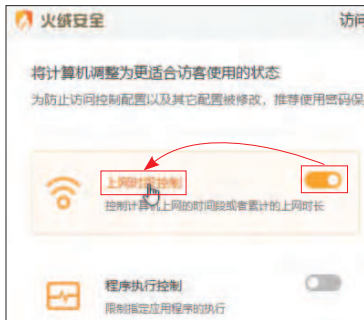 火绒安全 访问
将计算机调整为更适合访客使用的状态
为防止访问控制配置以及其它配置被修改，推荐使用密码保
上网时段控制
控制计算机上网的时间段或者累计的上网时长
程序执行控制
限制指定应用程序的执行